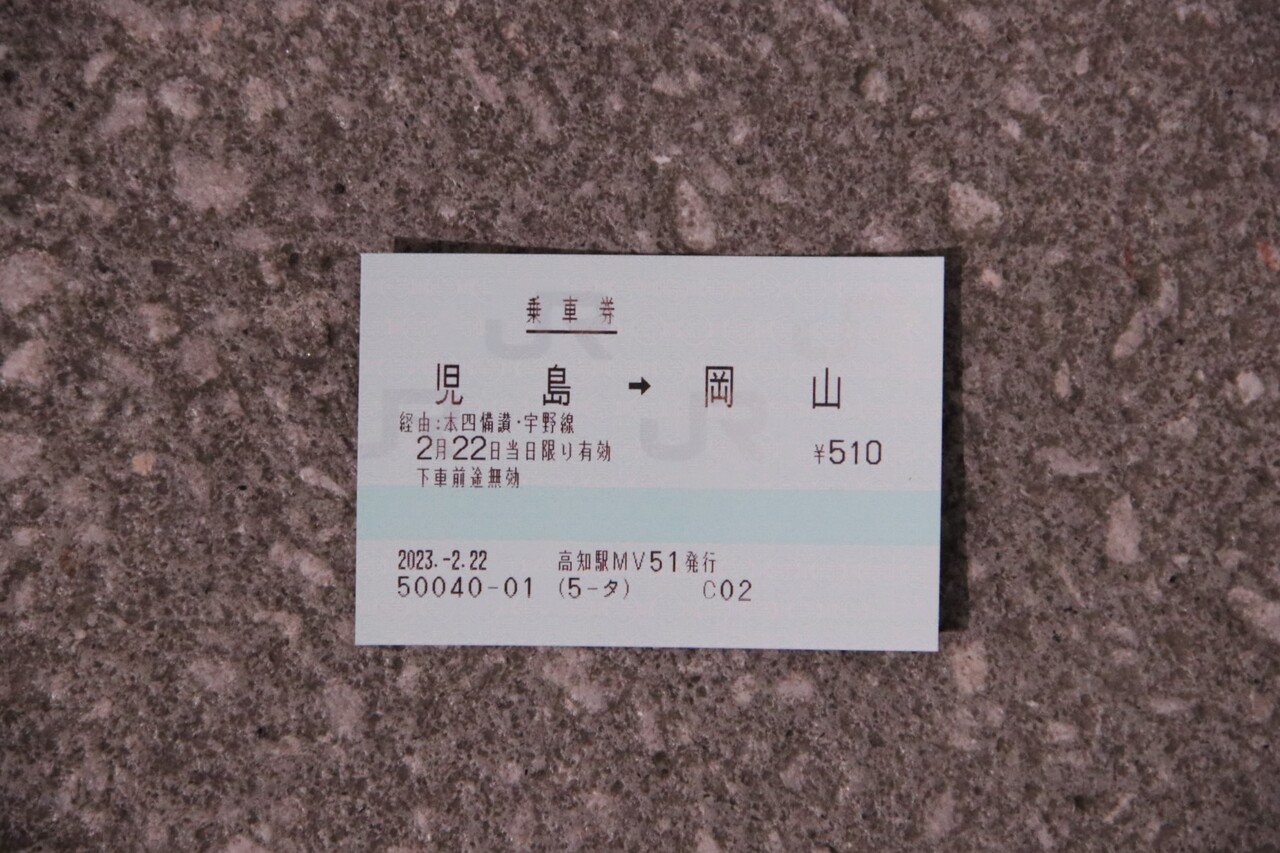 乗車券
児島 → 岡山
経由:本四備讃・宇野線
2月22日当日限り有効 ¥510
下車前途無効
2023.-2.22 高知駅MV51発行
50040-01 (5-タ) C02